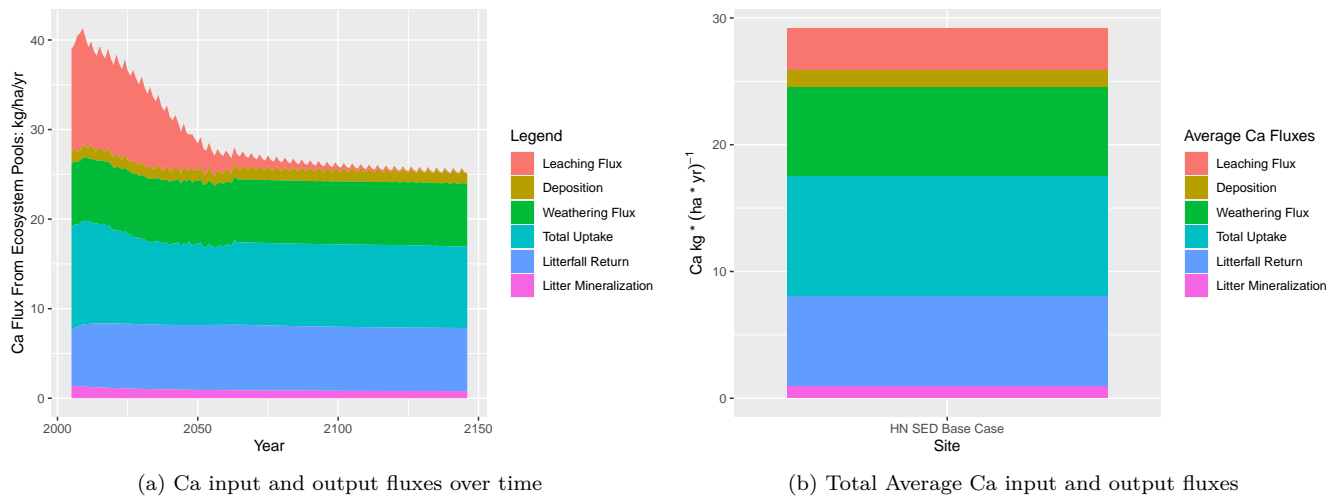 Ca Flux From Ecosystem Pools: kg/ha/yr
40
30
20
10
0
2000
2050
2100
2150
Year
Legend
Leaching Flux
Deposition
Weathering Flux
Total Uptake
Litterfall Return
Litter Mineralization
(a) Ca input and output fluxes over time
Ca kg * (ha * yr)⁻¹
30
20
10
0
HN SED Base Case
Site
Average Ca Fluxes
Leaching Flux
Deposition
Weathering Flux
Total Uptake
Litterfall Return
Litter Mineralization
(b) Total Average Ca input and output fluxes